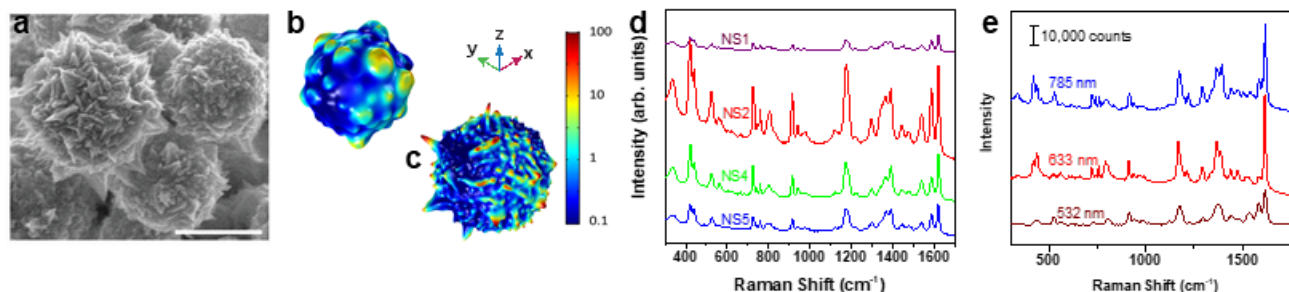 a
b
c
z
y
x
100
10
1
0.1
d
Intensity (arb. units)
NS1
NS2
NS4
NS5
400 600 800 1000 1200 1400 1600
Raman Shift (cm⁻¹)
e
10,000 counts
785 nm
633 nm
532 nm
Intensity
500 1000 1500
Raman Shift (cm⁻¹)